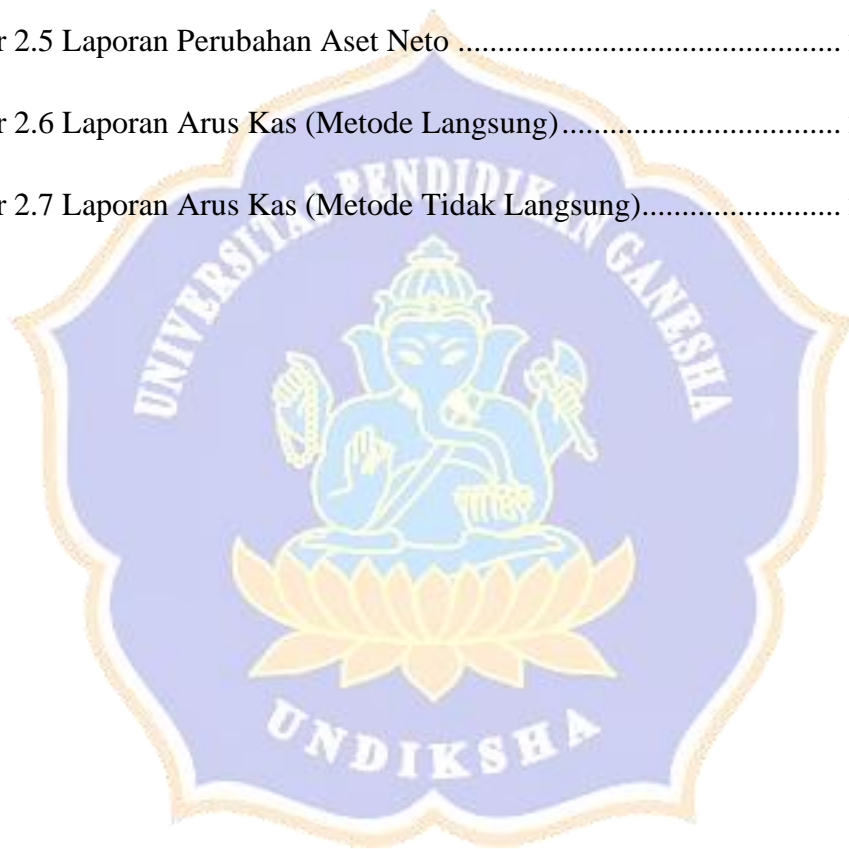 r 2.5 Laporan Perubahan Aset Neto ...........................................
r 2.6 Laporan Arus Kas (Metode Langsung)..................................
r 2.7 Laporan Arus Kas (Metode Tidak Langsung).......................
UNIVERSITAS PENDIDIKAN GANESHA
UNDIKSHA